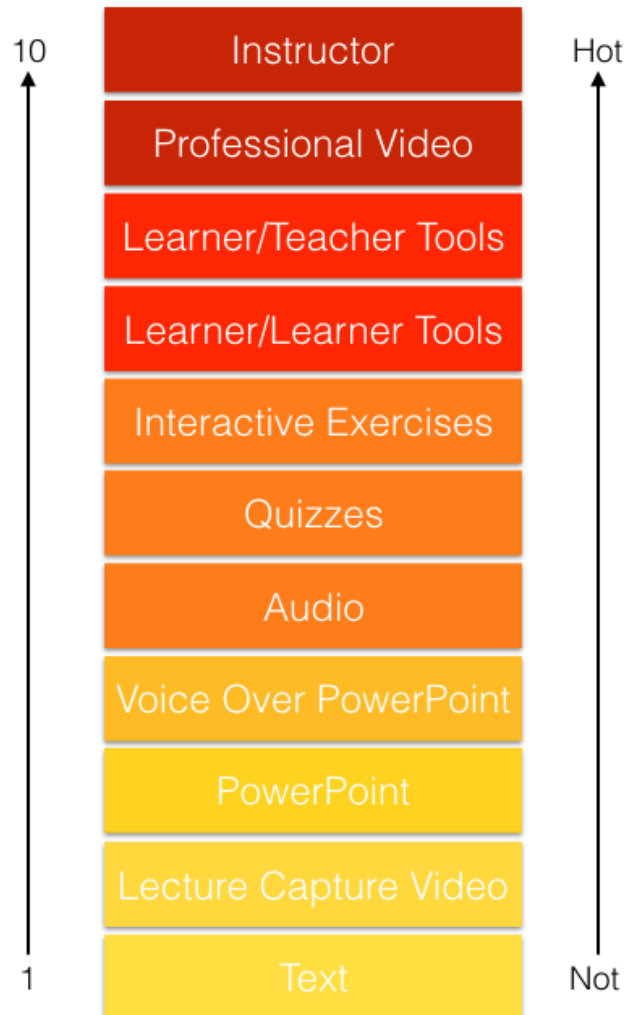 10
Hot
Instructor
Professional Video
Learner/Teacher Tools
Learner/Learner Tools
Interactive Exercises
Quizzes
Audio
Voice Over PowerPoint
PowerPoint
Lecture Capture Video
1
Text
Not